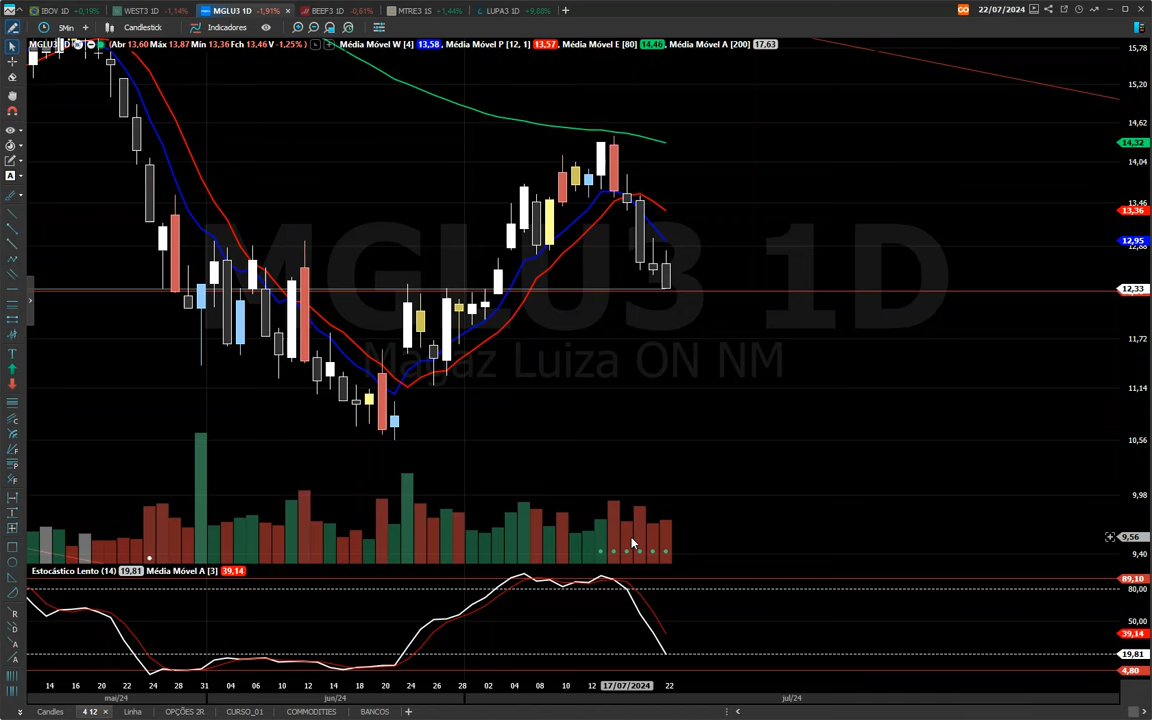 IBOV 1D +0,19% WEST3 1D -1,14% MGLU3 1D -1,91% × BEEF3 1D -0,61% MTRE3 1S +1,44% LUPA3 1D +9,88% + 22/07/2024
5Min + Candlestick Indicadores
MGLU3 1D (Abr 13,60 Máx 13,87 Min 13,36 Fch 13,46 V -1,25% ) Média Móvel W [4] 13,58, Média Móvel P [12, 1] 13,57, Média Móvel E [80] 14,46, Média Móvel A [200] 17,63
15,78
15,20
14,62
14,32
14,04
13,46
13,36
12,95
12,88
12,33
11,72
11,14
10,56
9,98
9,56
9,40
MGLU3 1D
Magaz Luiza ON NM
Estocástico Lento (14) 19,81 Média Móvel A [3] 39,14
89,10
80,00
50,00
39,14
19,81
4,80
14 16 20 22 24 28 31 04 06 10 12 14 18 20 24 26 28 02 04 08 10 12 17/07/2024 22
mai/24 jun/24 jul/24
Candles 4 12 × Linha OPÇÕES 2R CURSO_01 COMMODITIES BANCOS +